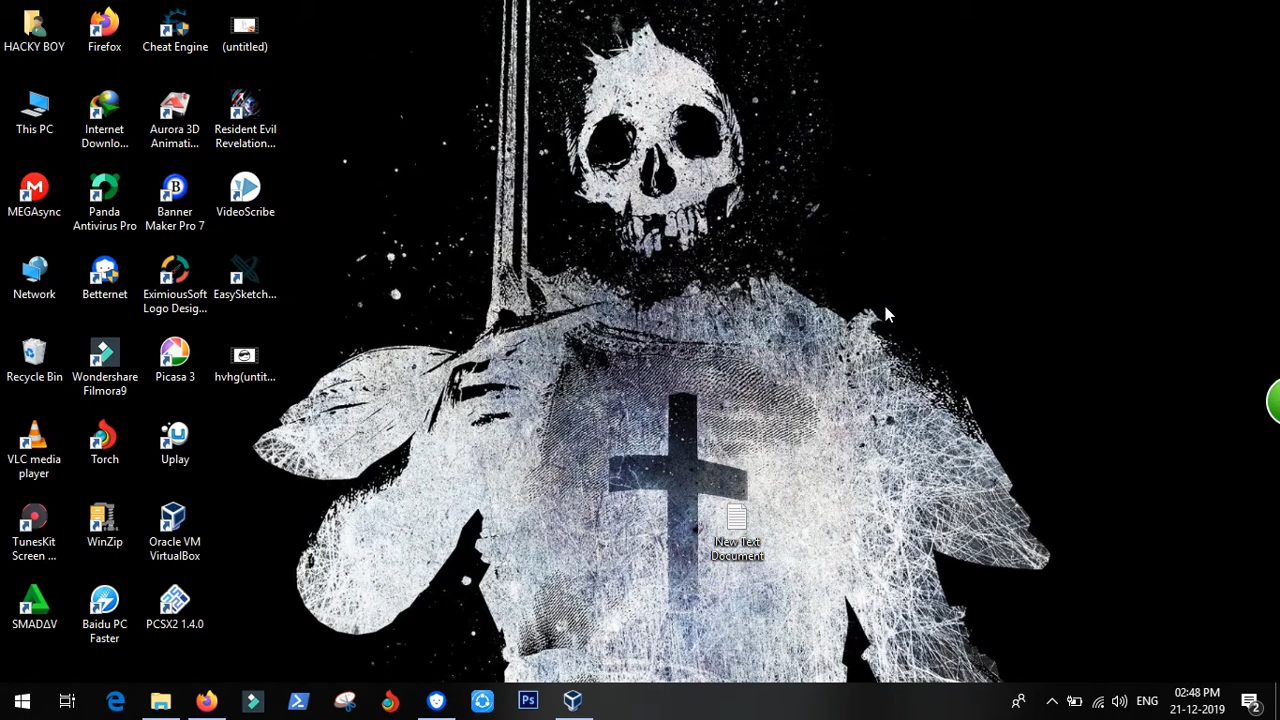 HACKY BOY
Firefox
Cheat Engine
(untitled)
This PC
Internet
Downlo...
Aurora 3D
Animati...
Resident Evil
Revelation...
MEGAsync
Panda
Antivirus Pro
Banner
Maker Pro 7
VideoScribe
Network
Betternet
EximiousSoft
Logo Desig...
EasySketch...
Recycle Bin
Wondershare
Filmora9
Picasa 3
hvhg(untit...
VLC media
player
Torch
Uplay
TunesKit
Screen ...
WinZip
Oracle VM
VirtualBox
New Text
Document
SMADΔV
Baidu PC
Faster
PCSX2 1.4.0
Ps
ENG
02:48 PM
21-12-2019
2